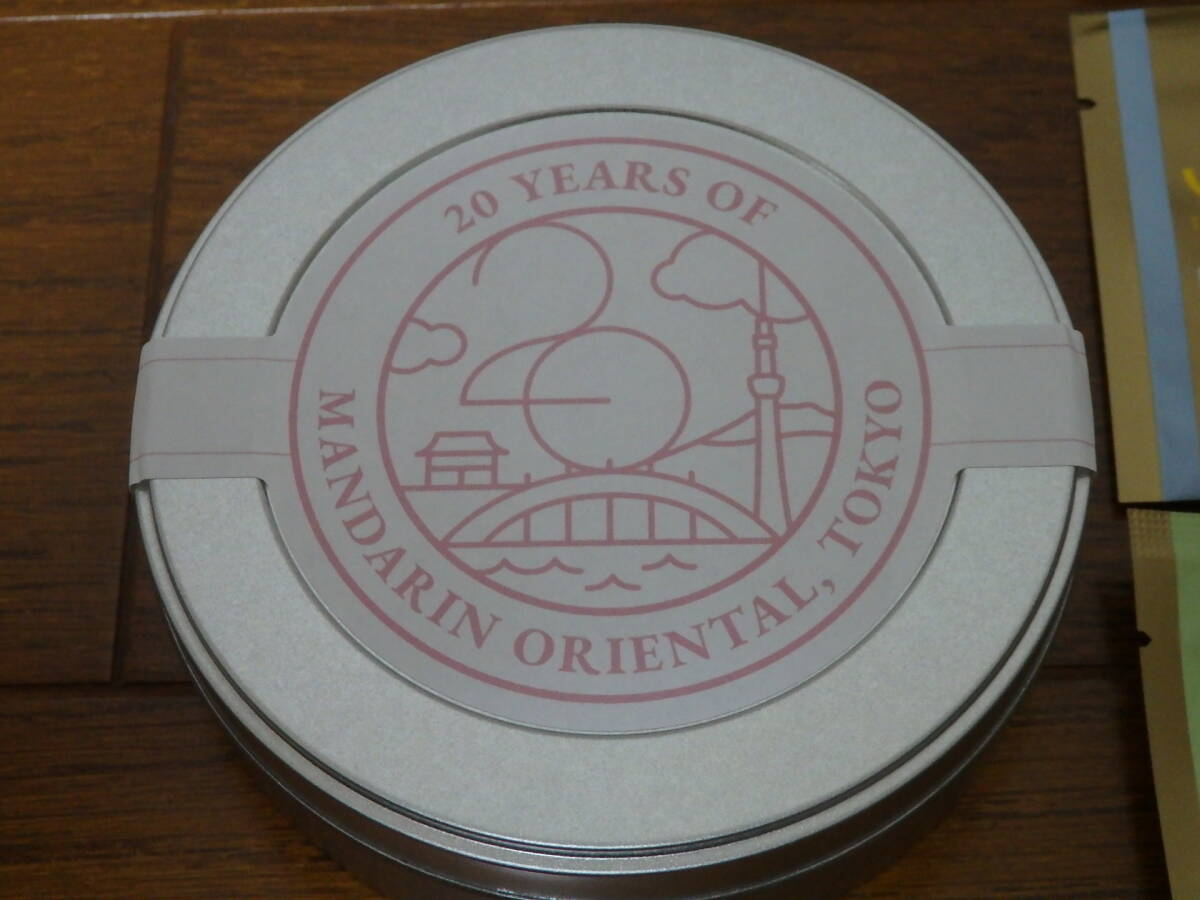 20 YEARS OF
MANDARIN ORIENTAL, TOKYO